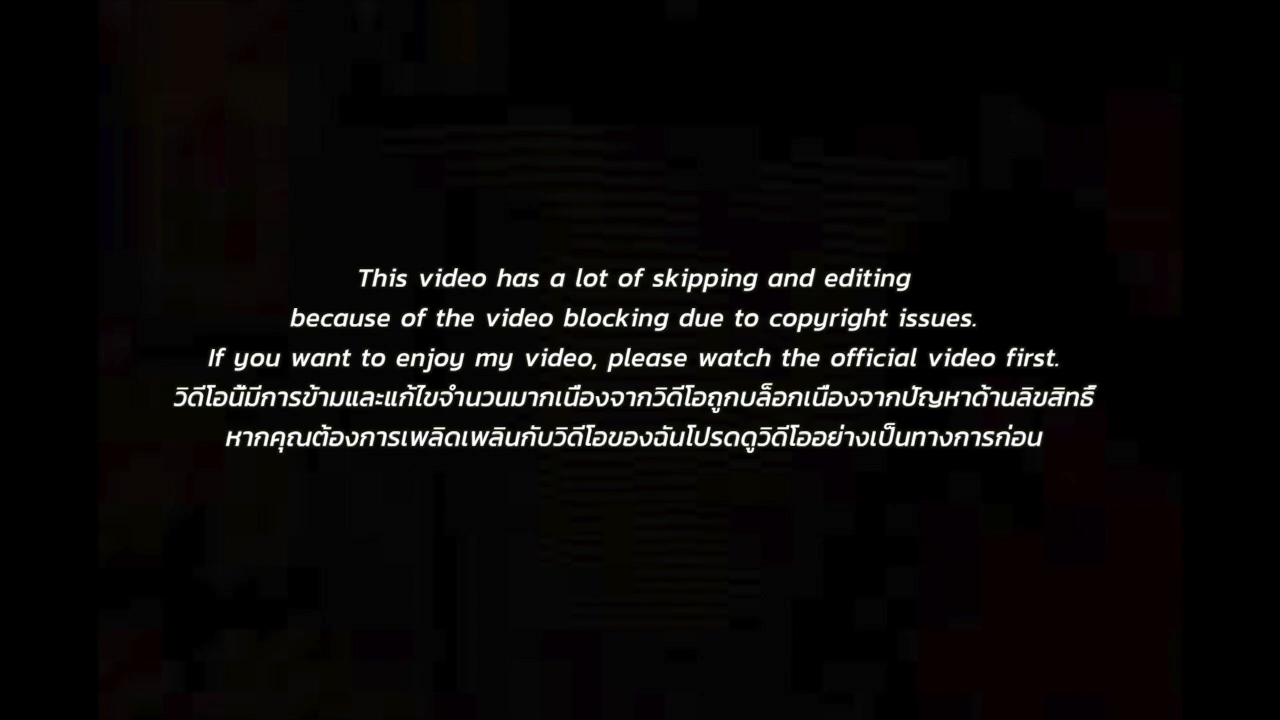 This video has a lot of skipping and editing
because of the video blocking due to copyright issues.
If you want to enjoy my video, please watch the official video first.
วิดีโอนี้มีการข้ามและแก้ไขจำนวนมากเนื่องจากวิดีโอถูกบล็อกเนื่องจากปัญหาด้านลิขสิทธิ์
หากคุณต้องการเพลิดเพลินกับวิดีโอของฉันโปรดดูวิดีโออย่างเป็นทางการก่อน